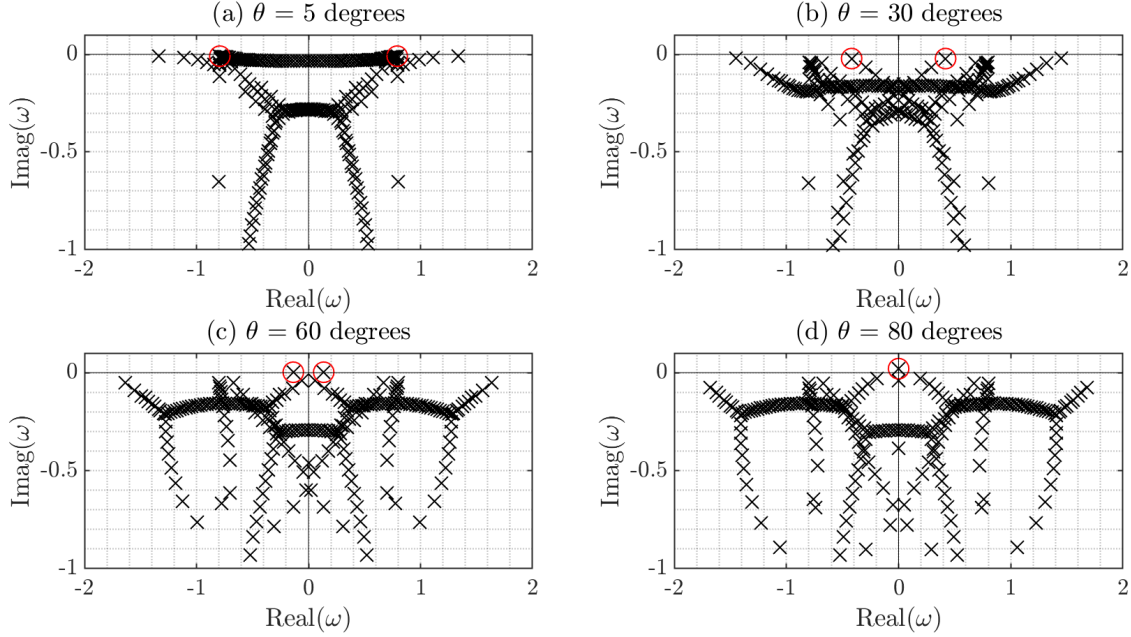 (a) θ = 5 degrees
0
-0.5
-1
Imag(ω)
-2 -1 0 1 2
Real(ω)
(b) θ = 30 degrees
0
-0.5
-1
Imag(ω)
-2 -1 0 1 2
Real(ω)
(c) θ = 60 degrees
0
-0.5
-1
Imag(ω)
-2 -1 0 1 2
Real(ω)
(d) θ = 80 degrees
0
-0.5
-1
Imag(ω)
-2 -1 0 1 2
Real(ω)